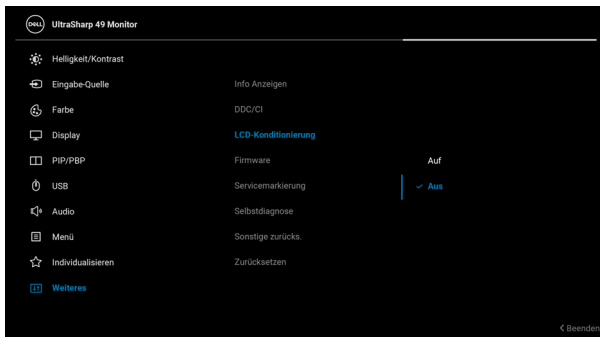 DELL UltraSharp 49 Monitor
Helligkeit/Kontrast
Eingabe-Quelle
Farbe
Display
PIP/PBP
USB
Audio
Menü
Individualisieren
Weiteres
Info Anzeigen
DDC/CI
LCD-Konditionierung
Firmware
Servicemarkierung
Selbstdiagnose
Sonstige zurücks.
Zurücksetzen
Auf
Aus
Beenden